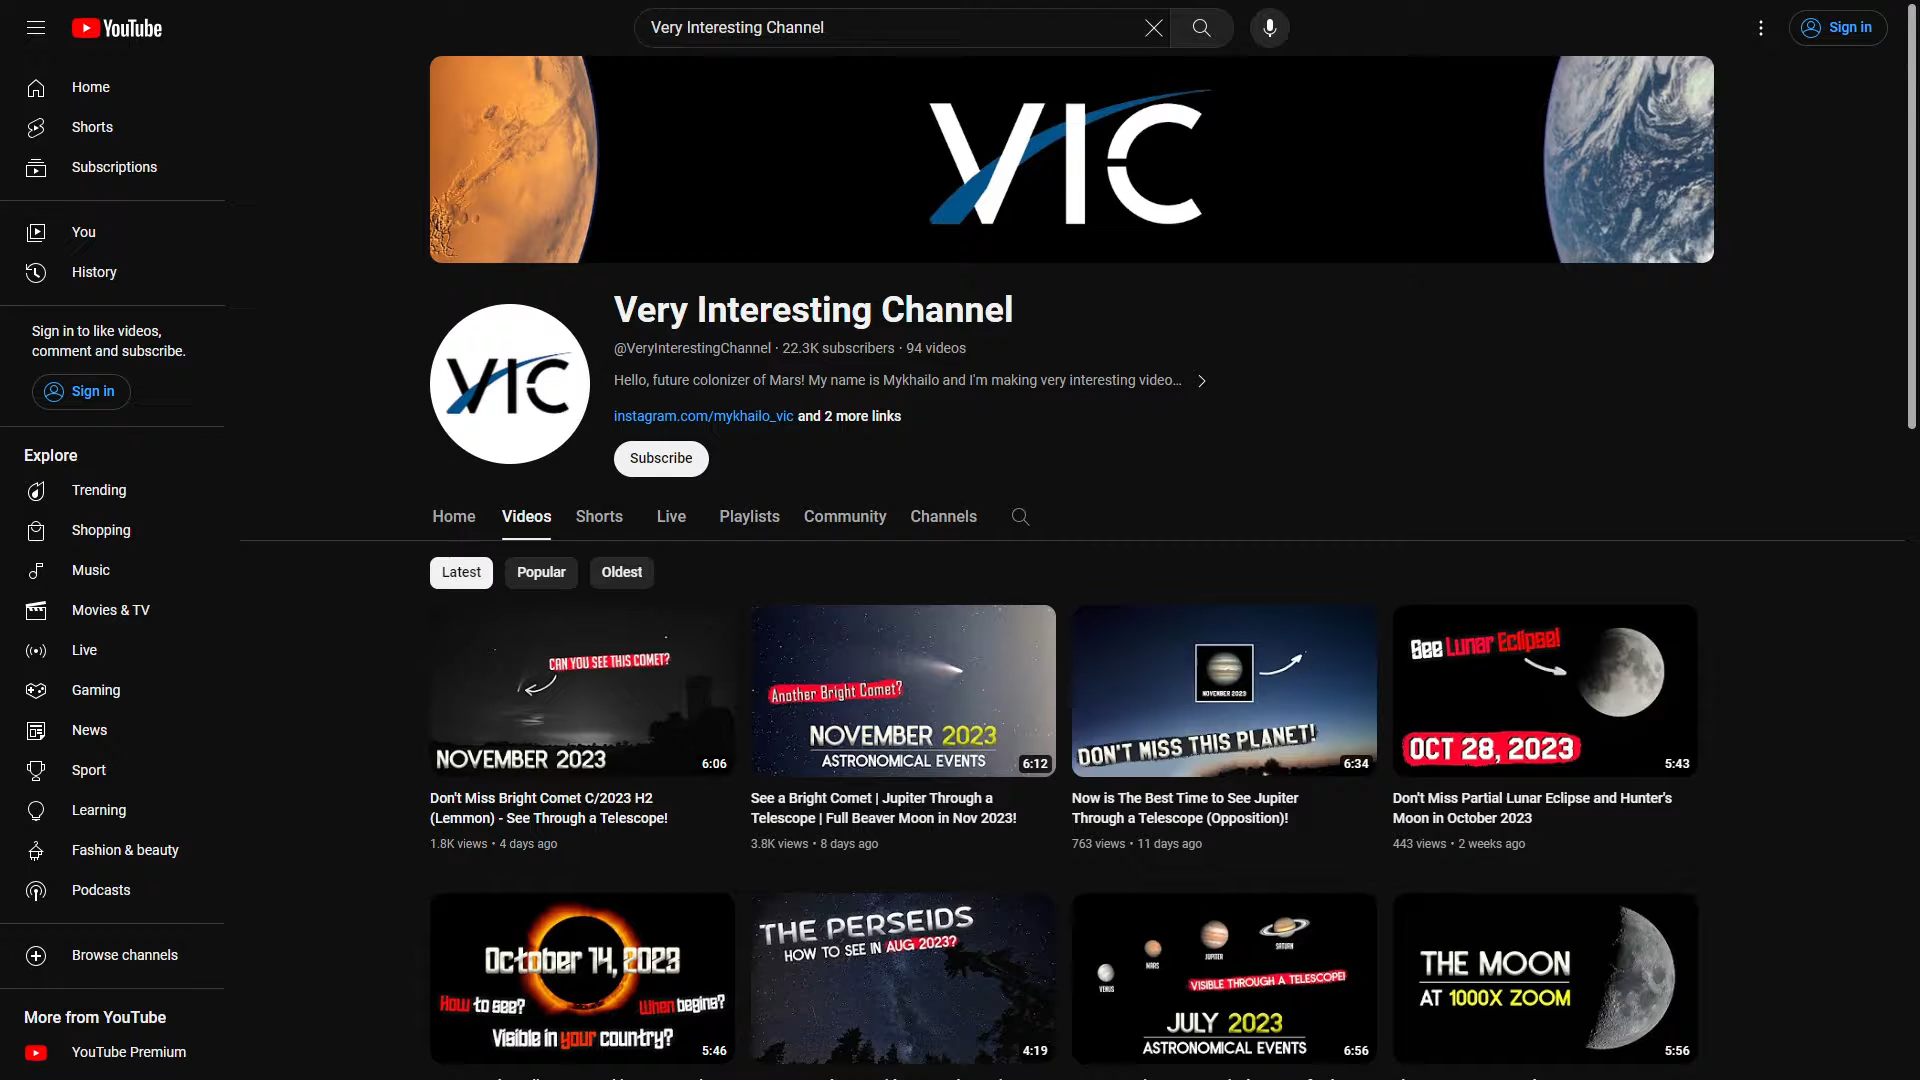 YouTube
Very Interesting Channel
Sign in
Home
Shorts
Subscriptions
You
History
Sign in to like videos,
comment and subscribe.
Sign in
Explore
Trending
Shopping
Music
Movies & TV
Live
Gaming
News
Sport
Learning
Fashion & beauty
Podcasts
Browse channels
More from YouTube
YouTube Premium
VIC
VIC
Very Interesting Channel
@VeryInterestingChannel · 22.3K subscribers · 94 videos
Hello, future colonizer of Mars! My name is Mykhailo and I'm making very interesting video...
instagram.com/mykhailo_vic and 2 more links
Subscribe
Home Videos Shorts Live Playlists Community Channels
Latest Popular Oldest
CAN YOU SEE THIS COMET?
NOVEMBER 2023
6:06
Don't Miss Bright Comet C/2023 H2
(Lemmon) - See Through a Telescope!
1.8K views • 4 days ago
Another Bright Comet?
NOVEMBER 2023
ASTRONOMICAL EVENTS
6:12
See a Bright Comet | Jupiter Through a
Telescope | Full Beaver Moon in Nov 2023!
3.8K views • 8 days ago
NOVEMBER 2023
DON'T MISS THIS PLANET!
6:34
Now is The Best Time to See Jupiter
Through a Telescope (Opposition)!
763 views • 11 days ago
See Lunar Eclipse!
OCT 28, 2023
5:43
Don't Miss Partial Lunar Eclipse and Hunter's
Moon in October 2023
443 views • 2 weeks ago
October 14, 2023
How to see?
When begins?
Visible in your country?
5:46
THE PERSEIDS
HOW TO SEE IN AUG 2023?
4:19
VENUS
MARS
JUPITER
SATURN
VISIBLE THROUGH A TELESCOPE!
JULY 2023
ASTRONOMICAL EVENTS
6:56
THE MOON
AT 1000X ZOOM
5:56